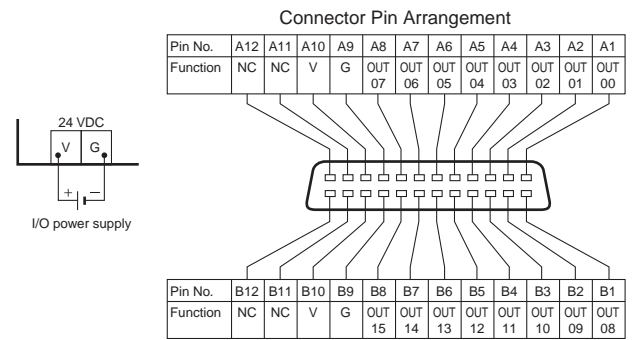 Connector Pin Arrangement
Pin No. A12 A11 A10 A9 A8 A7 A6 A5 A4 A3 A2 A1
Function NC NC V G OUT 07 OUT 06 OUT 05 OUT 04 OUT 03 OUT 02 OUT 01 OUT 00
24 VDC
V G
+ −
I/O power supply
Pin No. B12 B11 B10 B9 B8 B7 B6 B5 B4 B3 B2 B1
Function NC NC V G OUT 15 OUT 14 OUT 13 OUT 12 OUT 11 OUT 10 OUT 09 OUT 08